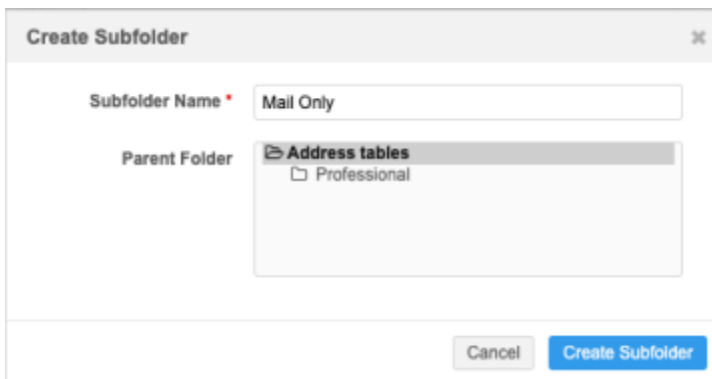 Create Subfolder
Subfolder Name * Mail Only
Parent Folder
Address tables
Professional
Cancel Create Subfolder